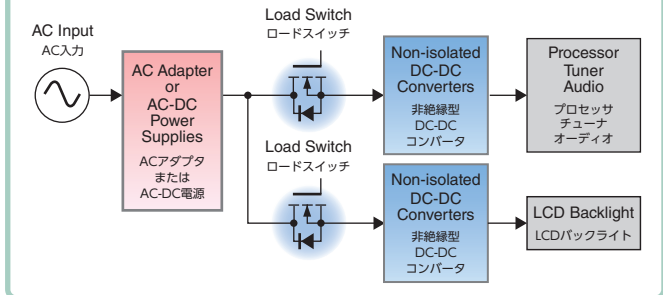 AC Input
AC入力
AC Adapter
or
AC-DC
Power
Supplies
ACアダプタ
または
AC-DC電源
Load Switch
ロードスイッチ
Non-isolated
DC-DC
Converters
非絶縁型
DC-DC
コンバータ
Processor
Tuner
Audio
プロセッサ
チューナ
オーディオ
Load Switch
ロードスイッチ
Non-isolated
DC-DC
Converters
非絶縁型
DC-DC
コンバータ
LCD Backlight
LCDバックライト